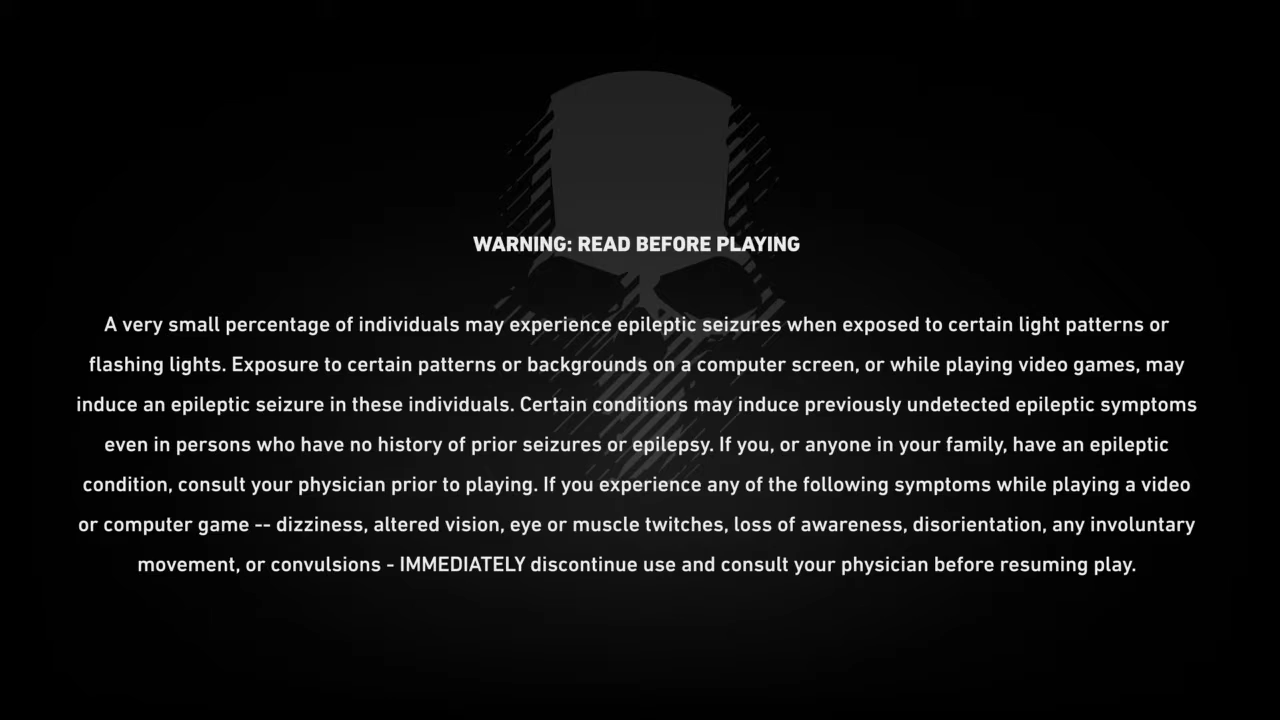 WARNING: READ BEFORE PLAYING
A very small percentage of individuals may experience epileptic seizures when exposed to certain light patterns or
flashing lights. Exposure to certain patterns or backgrounds on a computer screen, or while playing video games, may
induce an epileptic seizure in these individuals. Certain conditions may induce previously undetected epileptic symptoms
even in persons who have no history of prior seizures or epilepsy. If you, or anyone in your family, have an epileptic
condition, consult your physician prior to playing. If you experience any of the following symptoms while playing a video
or computer game -- dizziness, altered vision, eye or muscle twitches, loss of awareness, disorientation, any involuntary
movement, or convulsions - IMMEDIATELY discontinue use and consult your physician before resuming play.